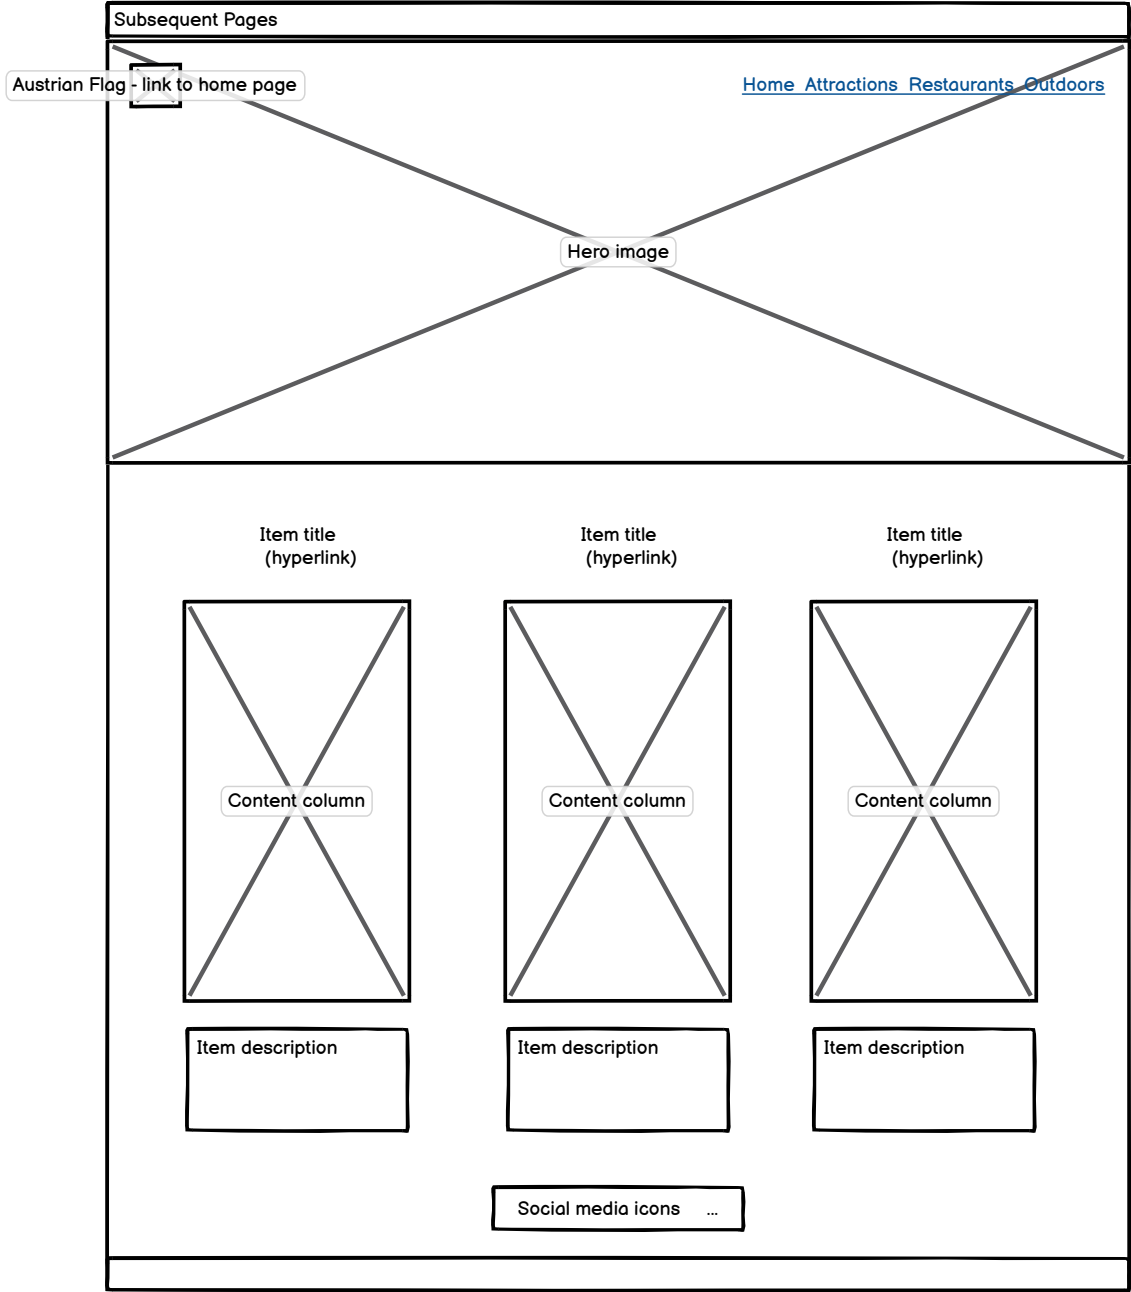 Subsequent Pages
Austrian Flag - link to home page
Home Attractions Restaurants Outdoors
Hero image
Item title
(hyperlink)
Item title
(hyperlink)
Item title
(hyperlink)
Content column
Content column
Content column
Item description
Item description
Item description
Social media icons ...